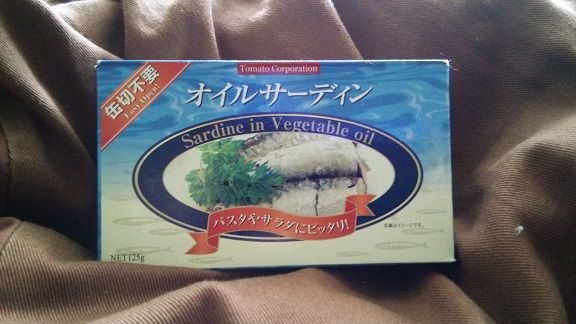 Tomato Corporation
缶切不要
Easy Open!
オイルサーディン
Sardine in Vegetable oil
パスタやサラダにピッタリ!
写真はイメージです。
NET125g